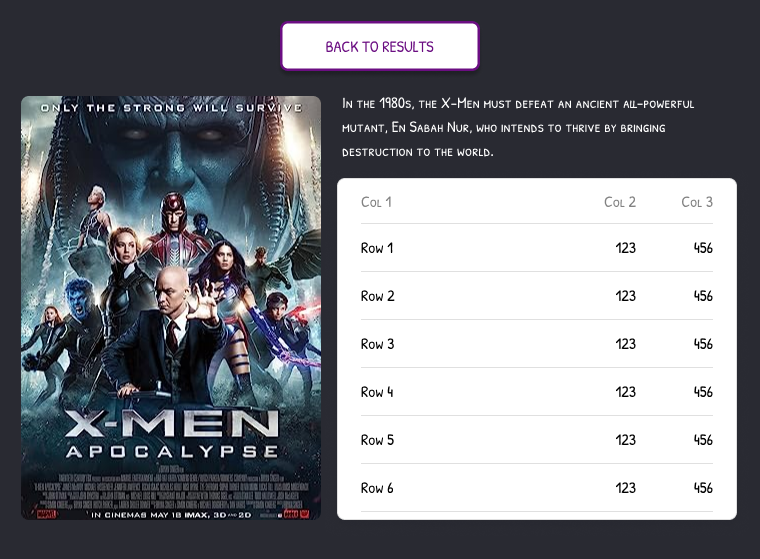 BACK TO RESULTS
ONLY THE STRONG WILL SURVIVE
X-MEN
APOCALYPSE
MARVEL
IN CINEMAS MAY 18 IMAX, 3D AND 2D
In the 1980s, the X-Men must defeat an ancient all-powerful
mutant, En Sabah Nur, who intends to thrive by bringing
destruction to the world.
Col 1 Col 2 Col 3
Row 1 123 456
Row 2 123 456
Row 3 123 456
Row 4 123 456
Row 5 123 456
Row 6 123 456